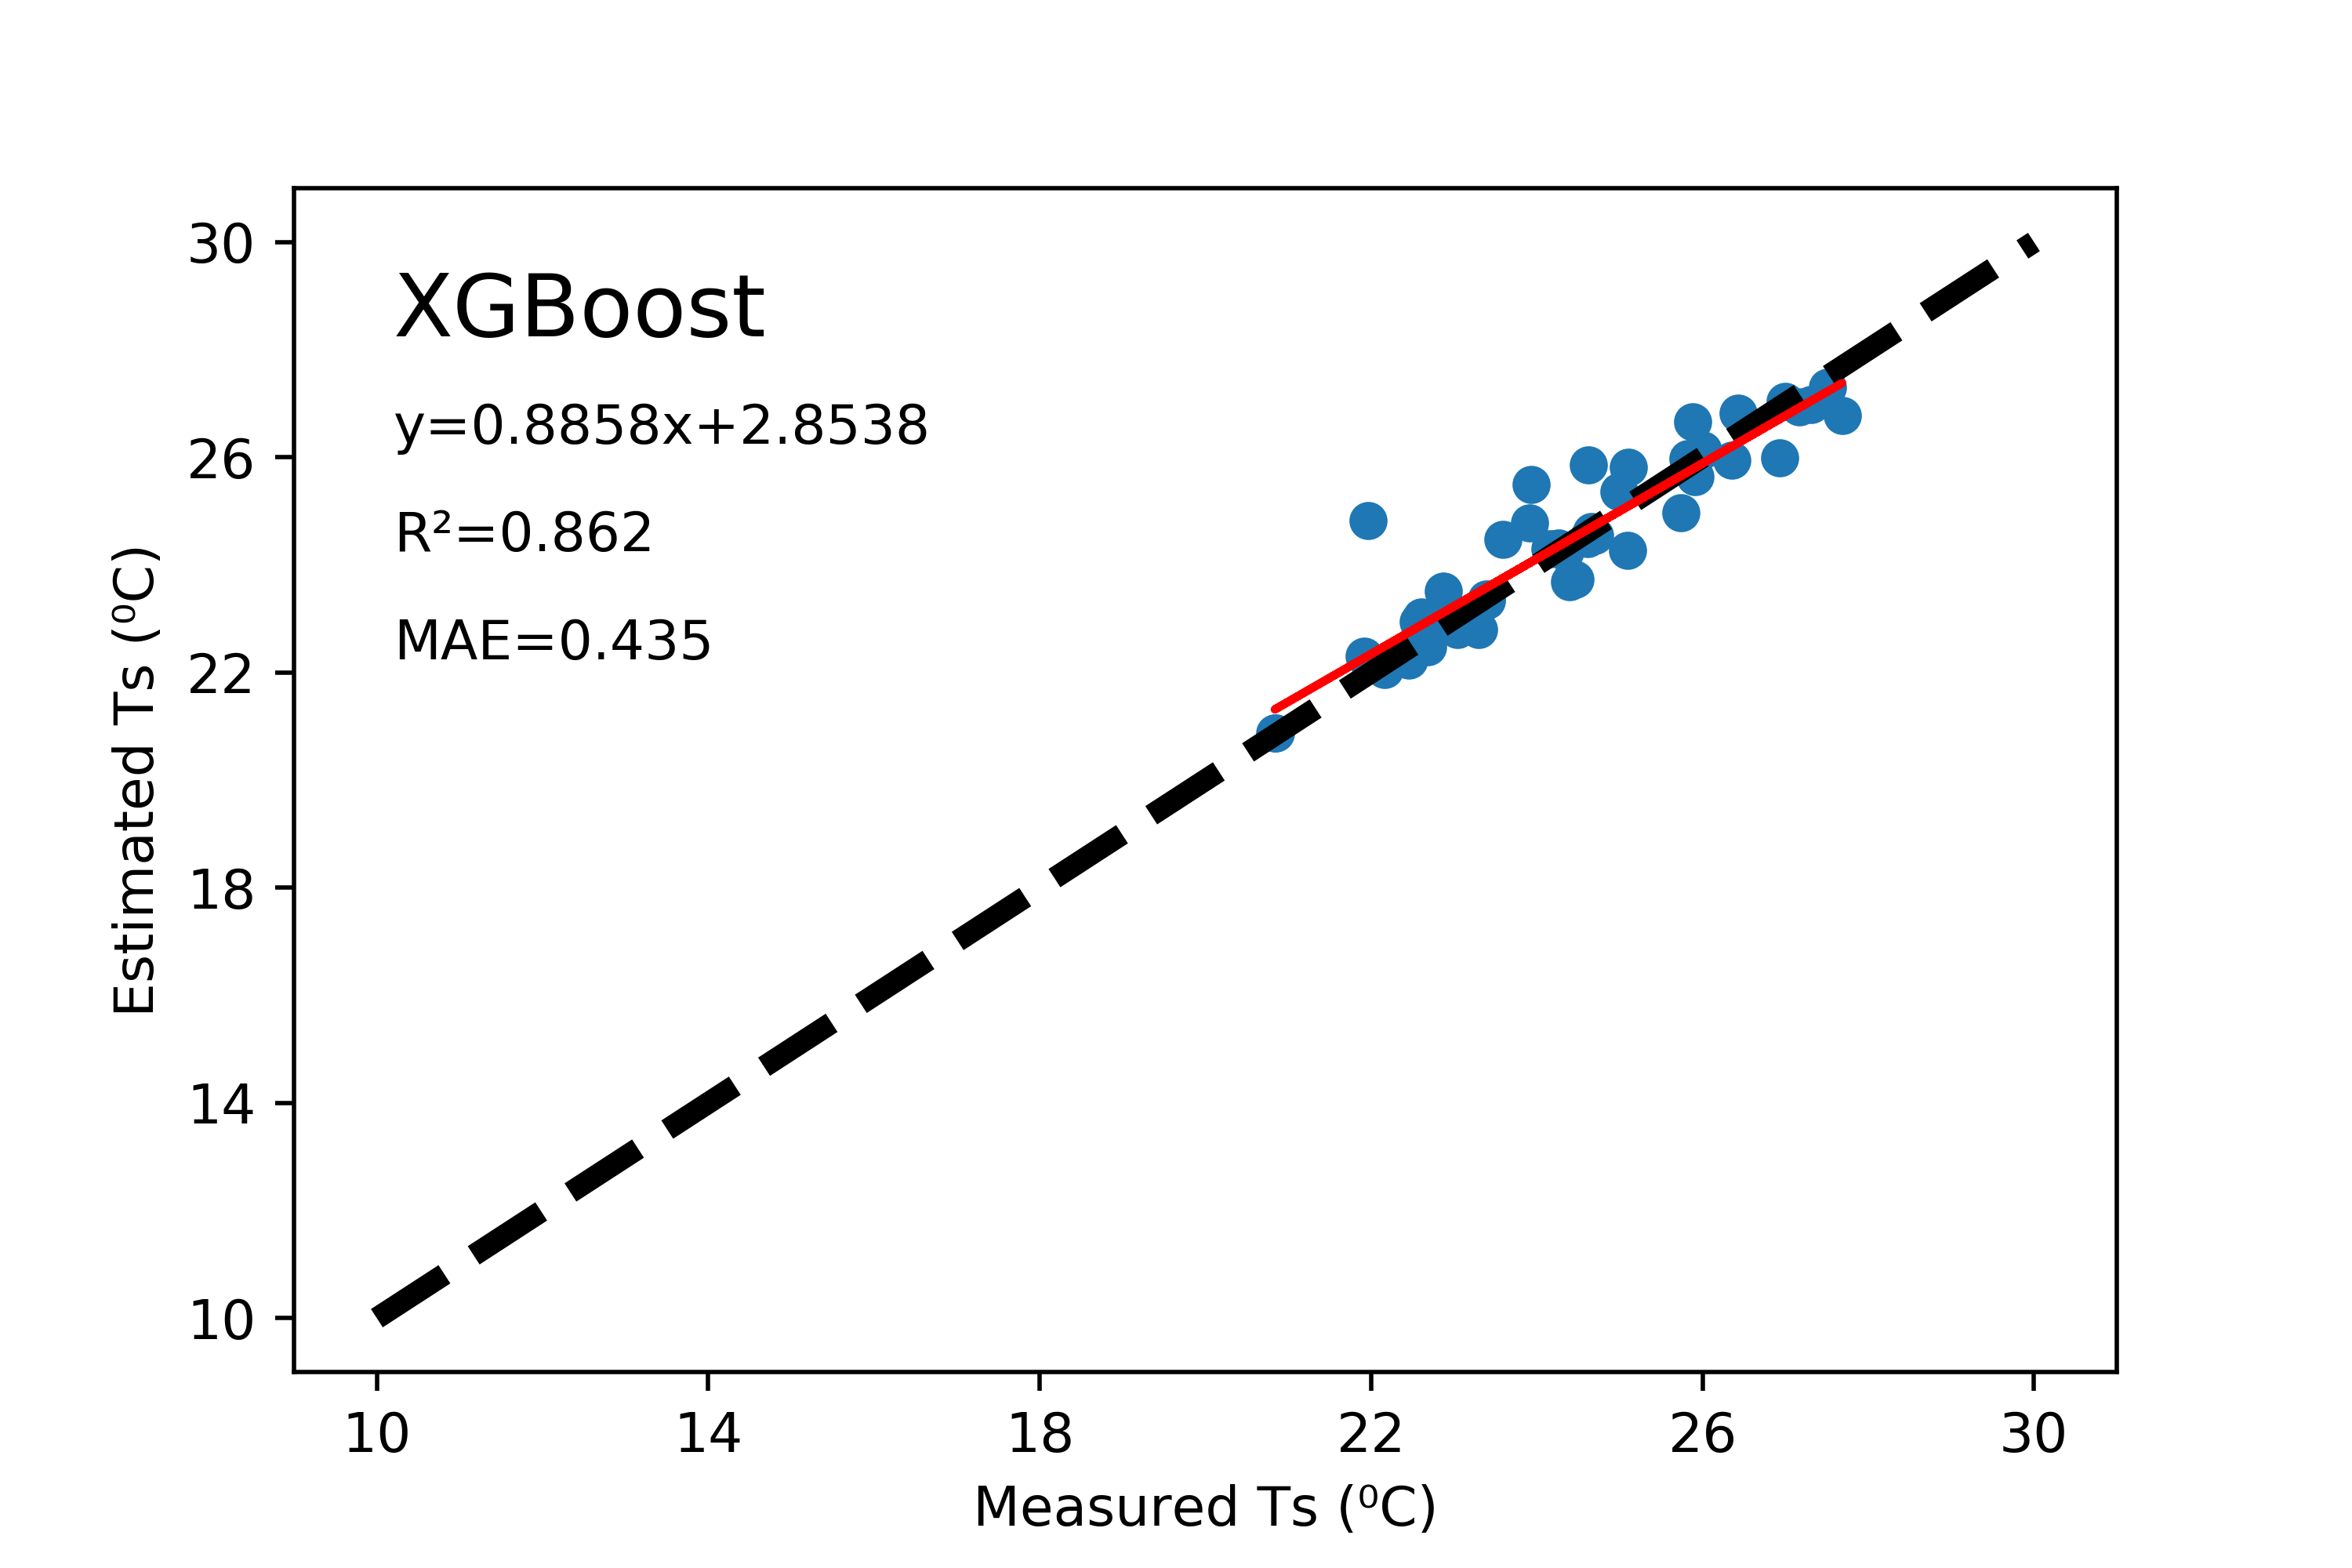 XGBoost
y=0.8858x+2.8538
R²=0.862
MAE=0.435
30
26
22
18
14
10
Estimated Ts (⁰C)
10 14 18 22 26 30
Measured Ts (⁰C)